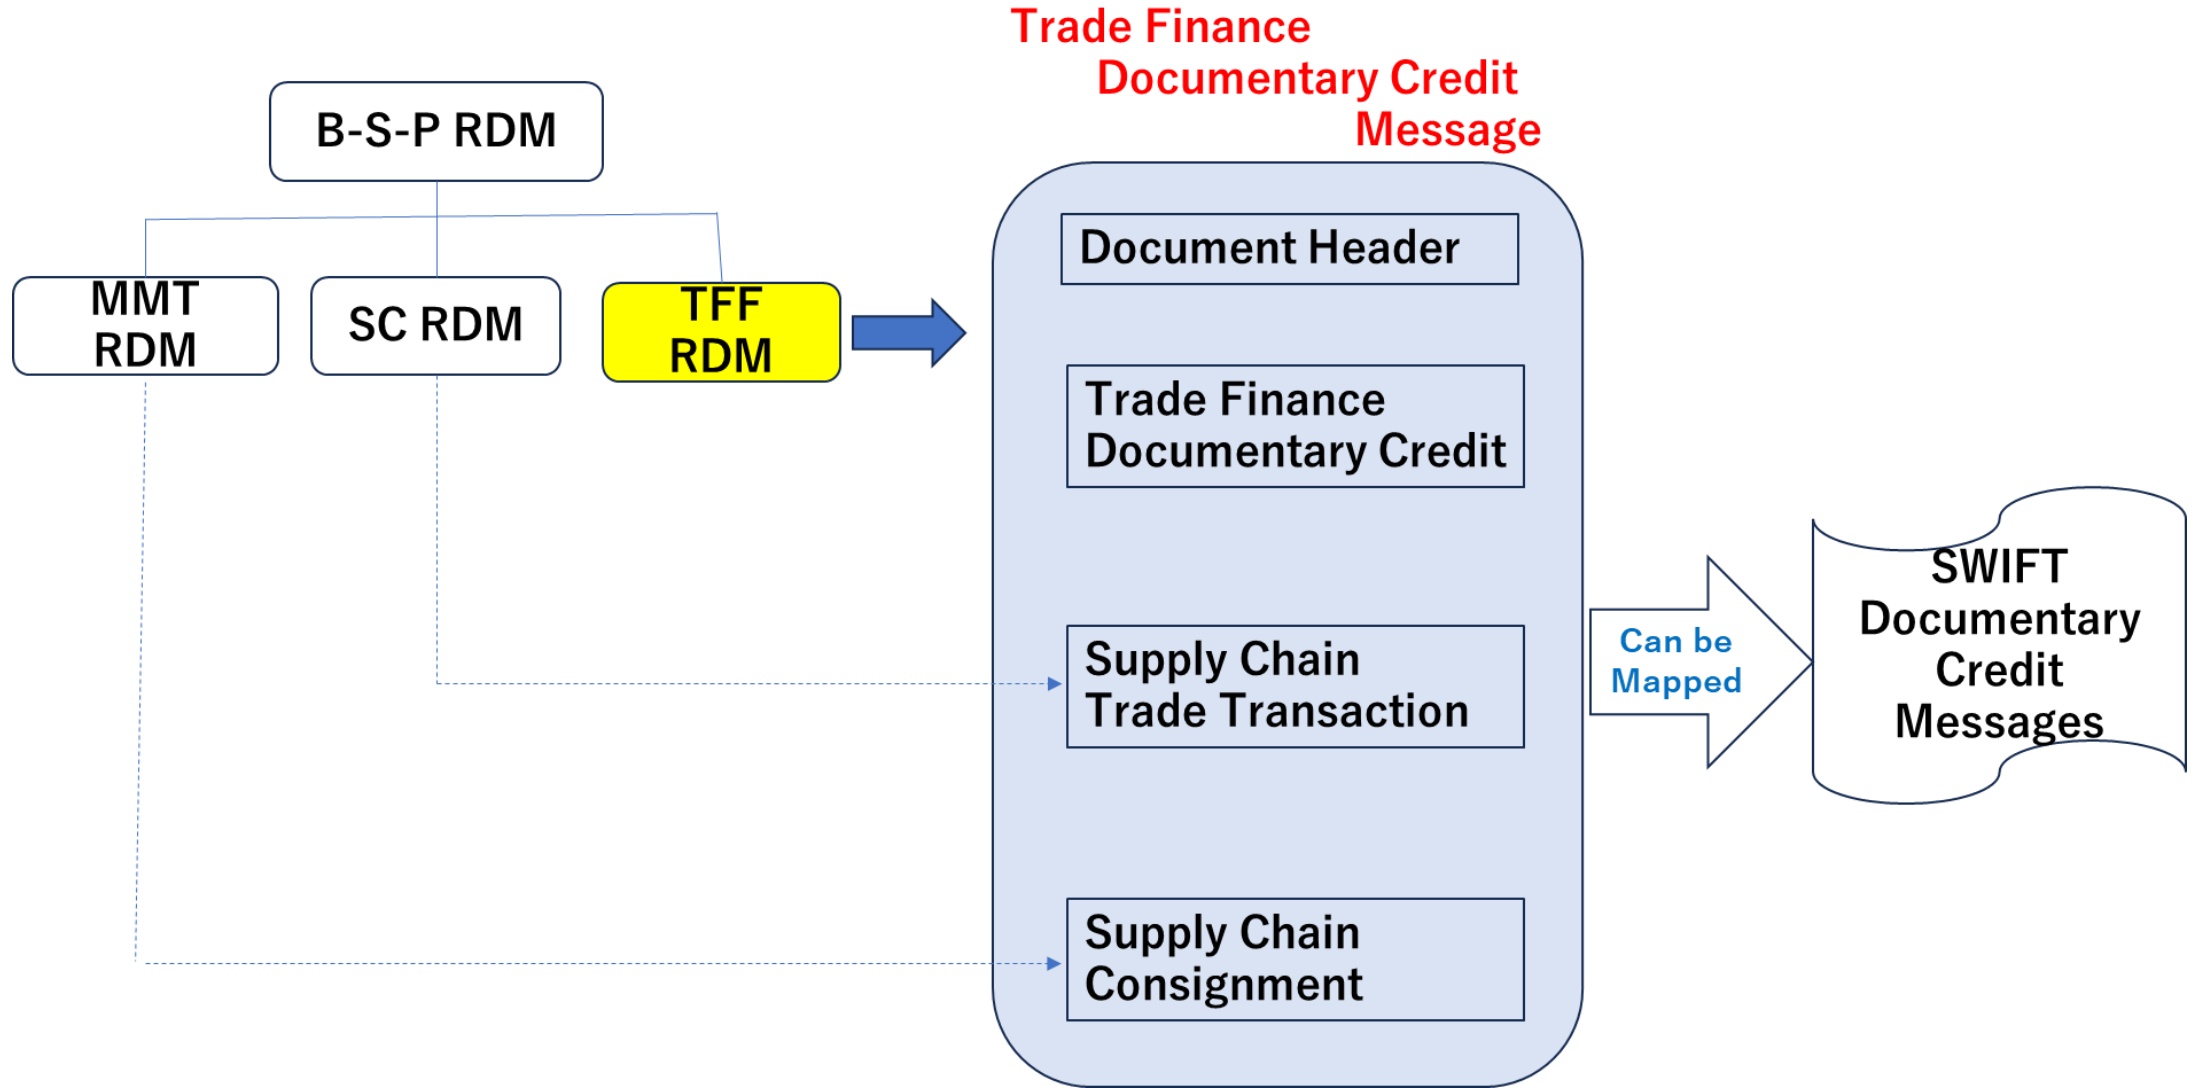 Trade Finance
Documentary Credit
Message
B-S-P RDM
MMT
RDM
SC RDM
TFF
RDM
Document Header
Trade Finance
Documentary Credit
Supply Chain
Trade Transaction
Supply Chain
Consignment
Can be
Mapped
SWIFT
Documentary
Credit
Messages